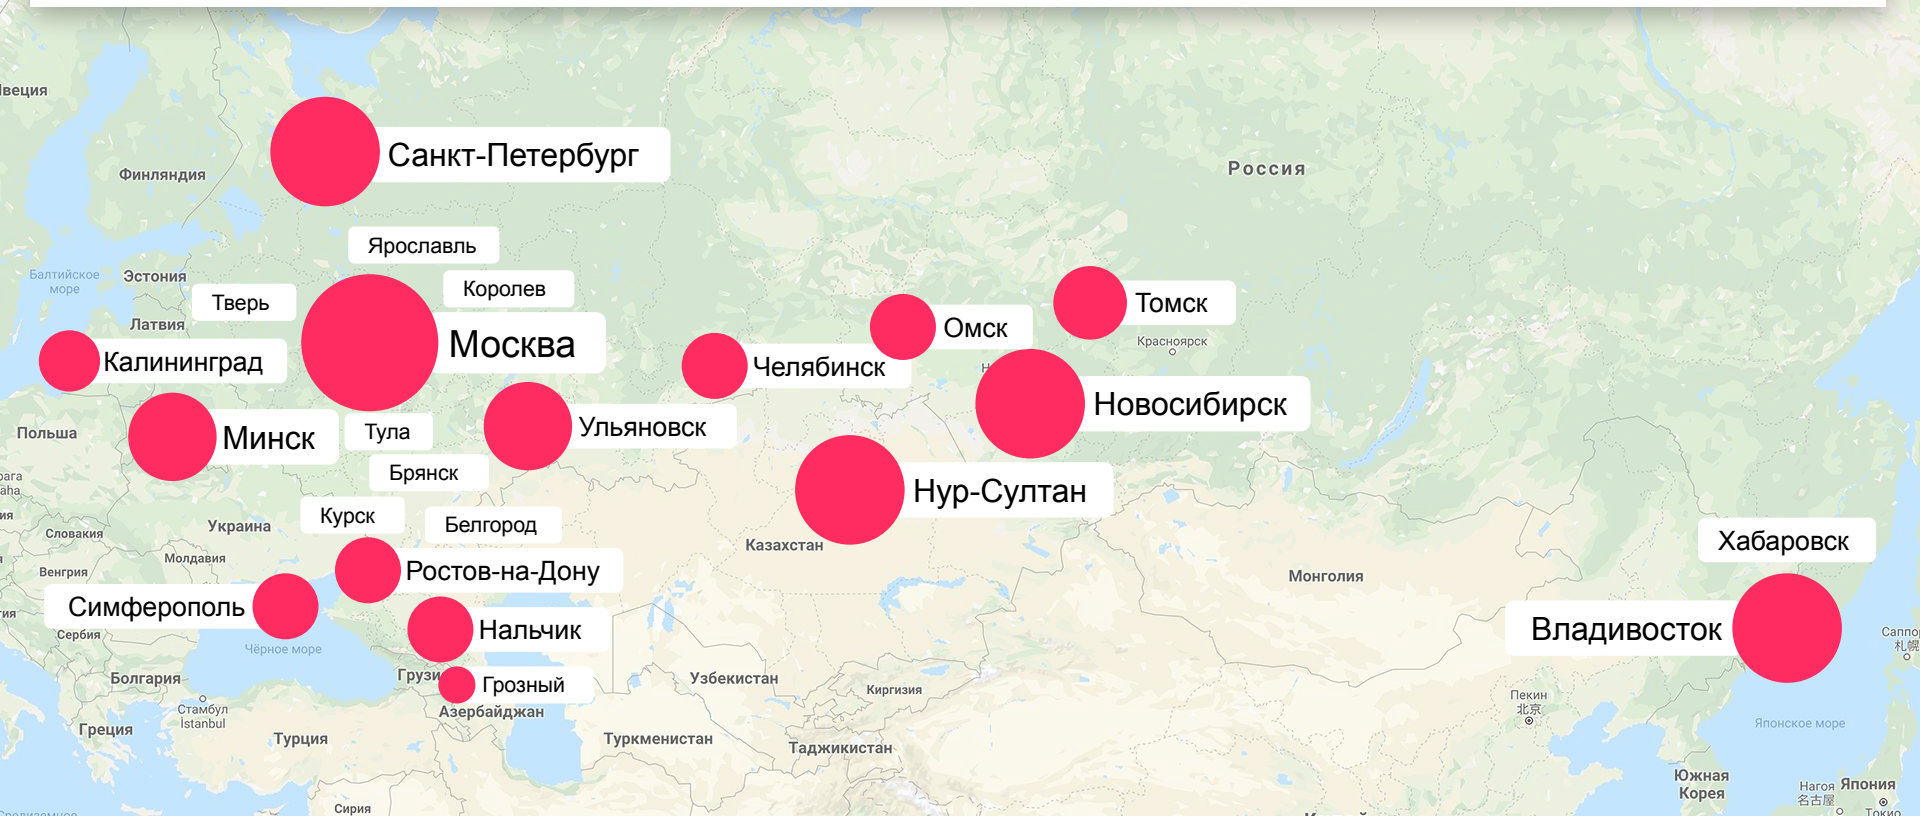 Финляндия
Санкт-Петербург
Россия
Ярославль
Балтийское
море
Эстония
Королев
Тверь
Латвия
Москва
Омск
Томск
Красноярск
Калининград
Челябинск
Новосибирск
Польша
Минск
Тула
Ульяновск
Брянск
Нур-Султан
Курск
Белгород
Украина
Словакия
Казахстан
Хабаровск
Молдавия
Венгрия
Ростов-на-Дону
Монголия
Симферополь
Нальчик
Владивосток
Сербия
Чёрное море
Болгария
Грозный
Узбекистан
Киргизия
Пекин
北京
Стамбул
İstanbul
Азербайджан
Греция
Турция
Туркменистан
Таджикистан
Японское море
Южная
Корея
Нагоя
名古屋
Япония
Сирия